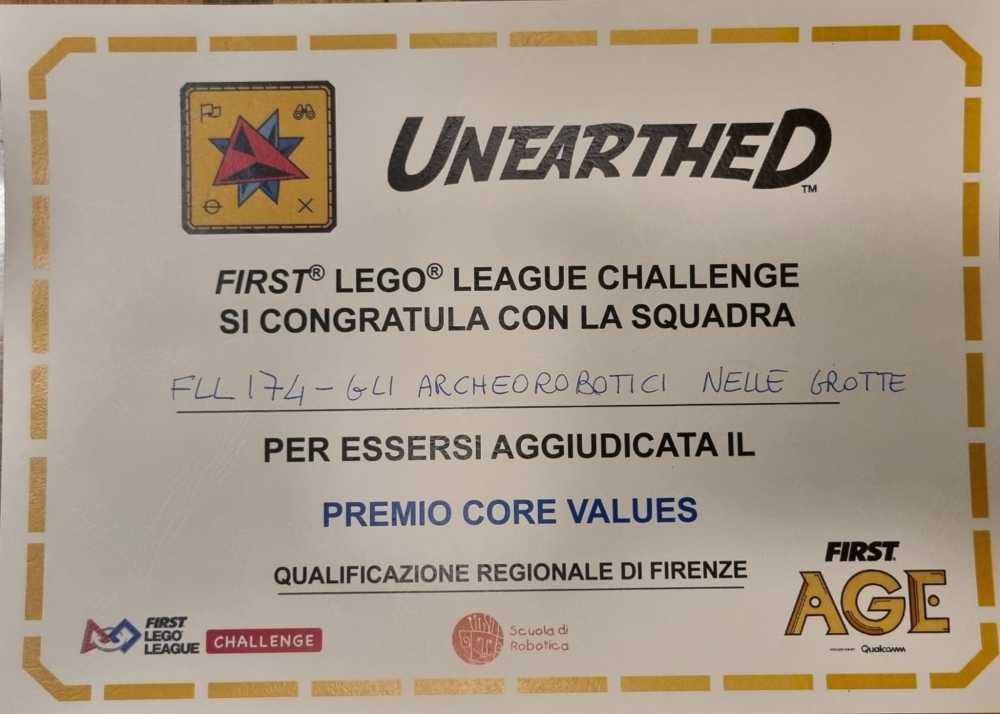 UNEARTHED™
FIRST® LEGO® LEAGUE CHALLENGE
SI CONGRATULA CON LA SQUADRA
FLL 174 - GLI ARCHEOROBOTICI NELLE GROTTE
PER ESSERSI AGGIUDICATA IL
PREMIO CORE VALUES
QUALIFICAZIONE REGIONALE DI FIRENZE
FIRST
LEGO
LEAGUE
CHALLENGE
Scuola di
Robotica
FIRST
AGE
Qualcomm